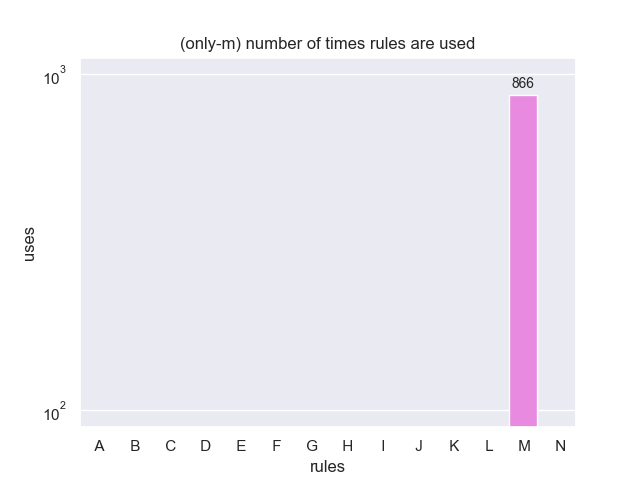 (only-m) number of times rules are used
10³
866
uses
10²
A B C D E F G H I J K L M N
rules